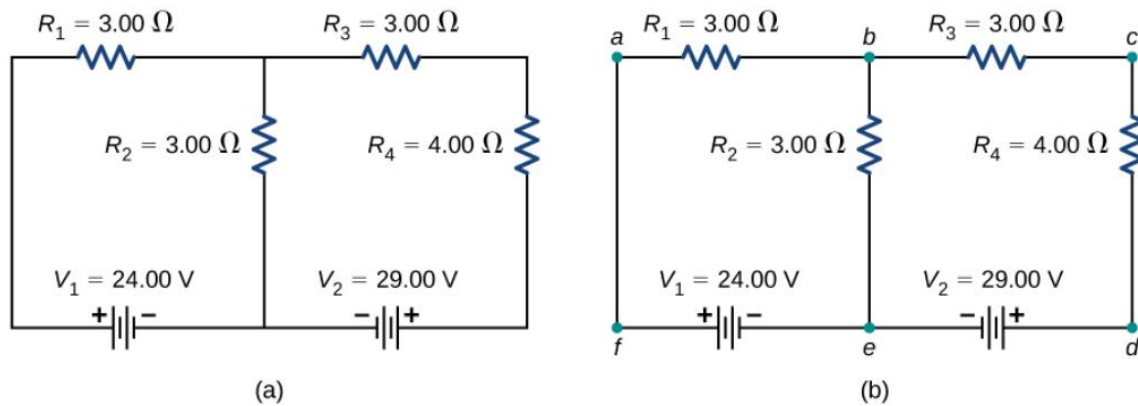 R₁ = 3.00 Ω
R₃ = 3.00 Ω
R₂ = 3.00 Ω
R₄ = 4.00 Ω
V₁ = 24.00 V
V₂ = 29.00 V
+ −
− +
(a)
a
R₁ = 3.00 Ω
b
R₃ = 3.00 Ω
c
R₂ = 3.00 Ω
R₄ = 4.00 Ω
V₁ = 24.00 V
V₂ = 29.00 V
+ −
− +
f
e
d
(b)